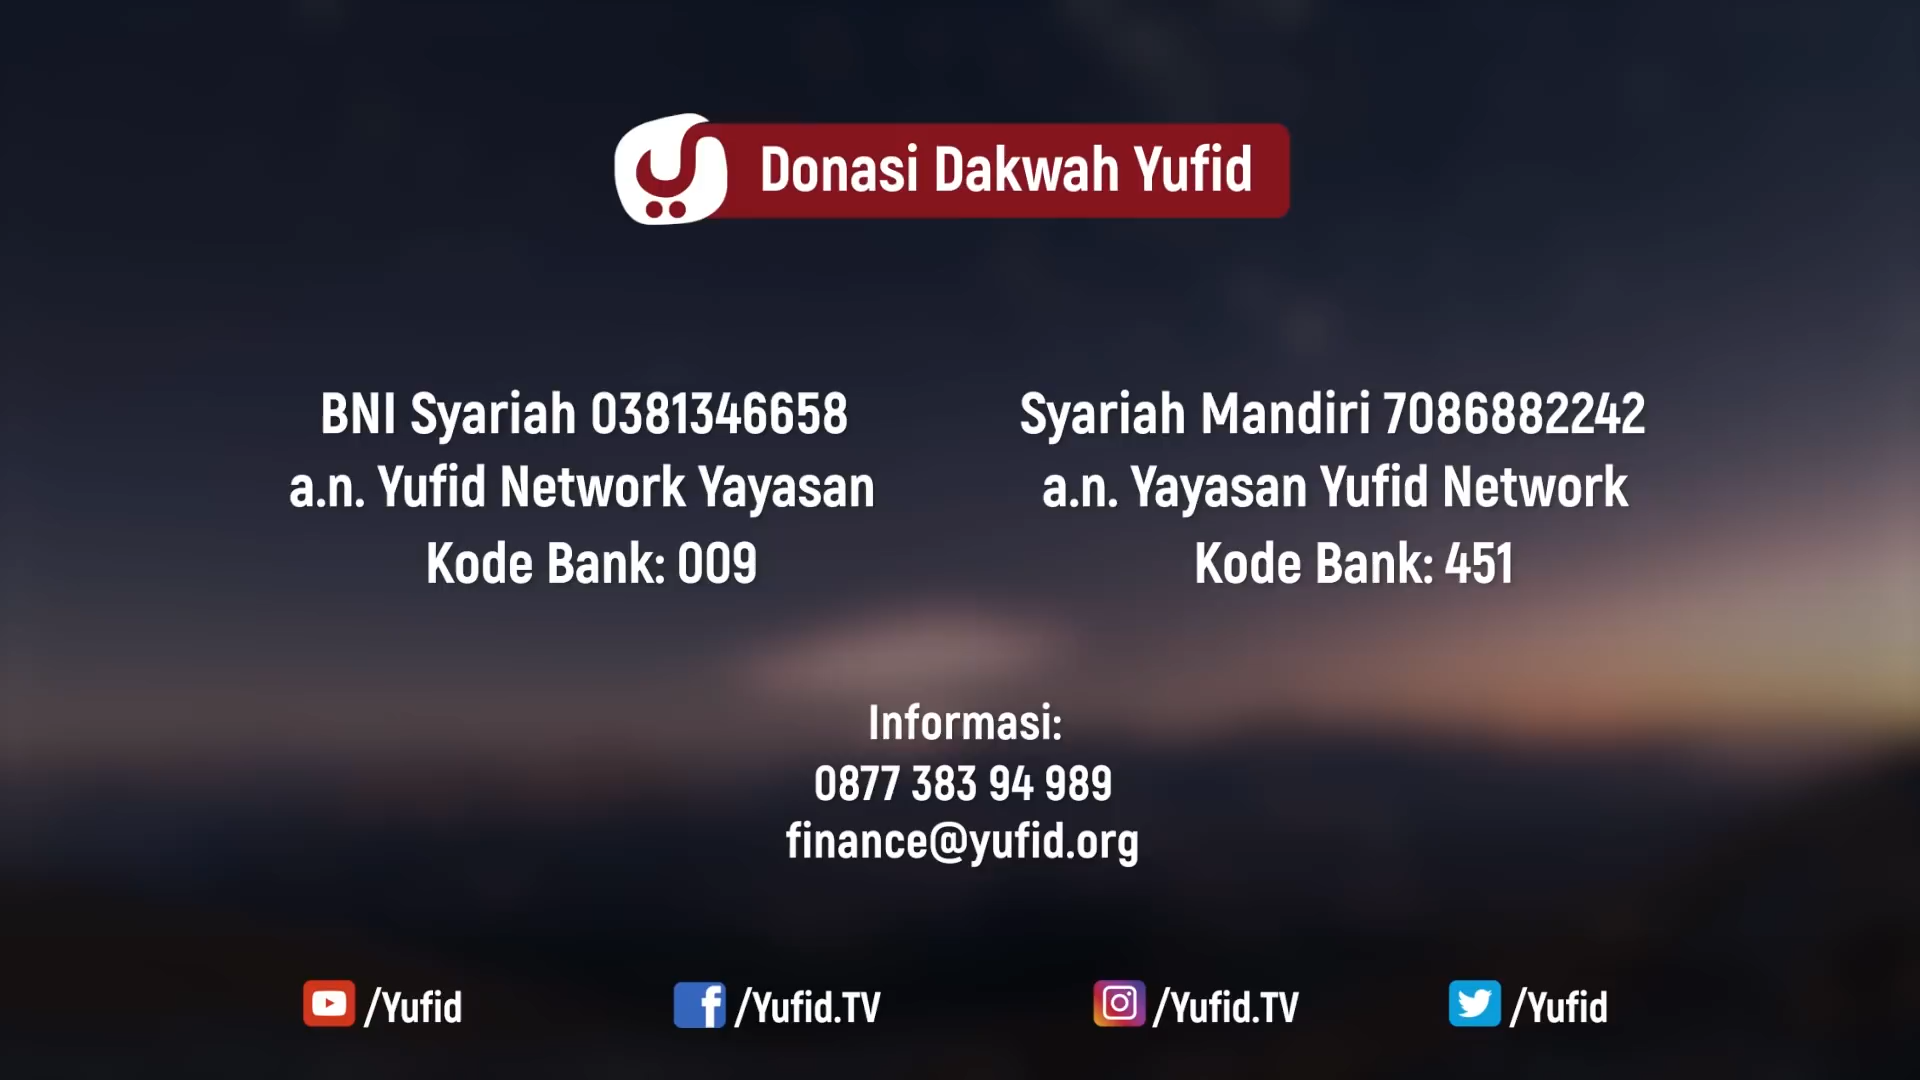 Donasi Dakwah Yufid
BNI Syariah 0381346658
a.n. Yufid Network Yayasan
Kode Bank: 009
Syariah Mandiri 7086882242
a.n. Yayasan Yufid Network
Kode Bank: 451
Informasi:
0877 383 94 989
finance@yufid.org
/Yufid
/Yufid.TV
/Yufid.TV
/Yufid